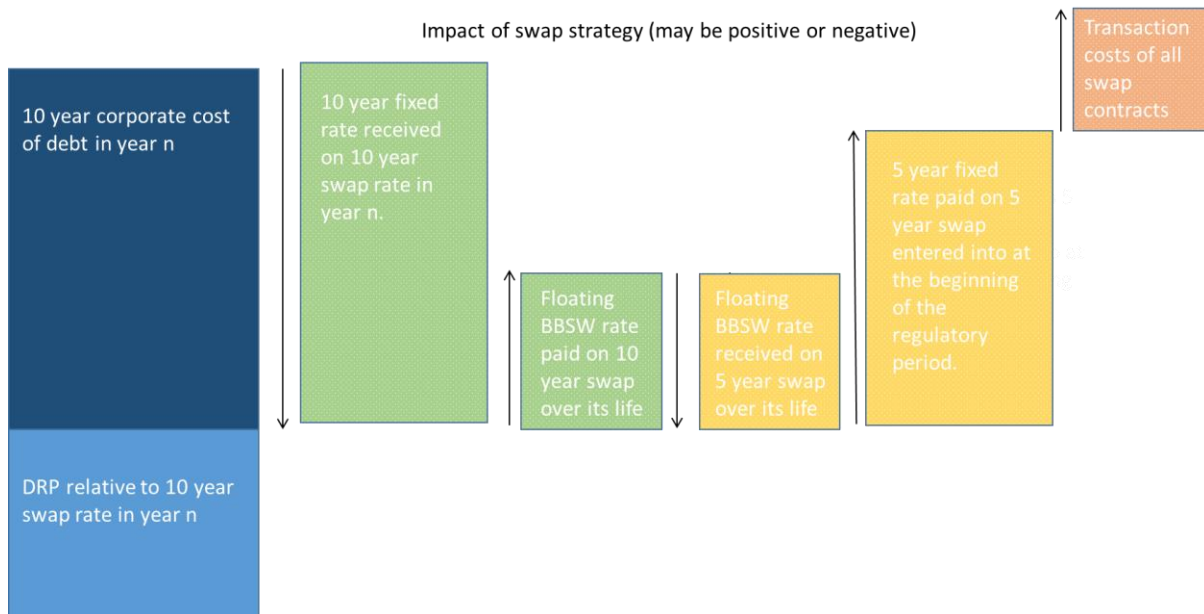 Impact of swap strategy (may be positive or negative)
10 year corporate cost
of debt in year n
DRP relative to 10 year
swap rate in year n
10 year fixed
rate received
on 10 year
swap rate in
year n.
Floating
BBSW rate
paid on 10
year swap
over its life
Floating
BBSW rate
received on
5 year swap
over its life
5 year fixed
rate paid on 5
year swap
entered into at
the beginning
of the
regulatory
period.
Transaction
costs of all
swap
contracts